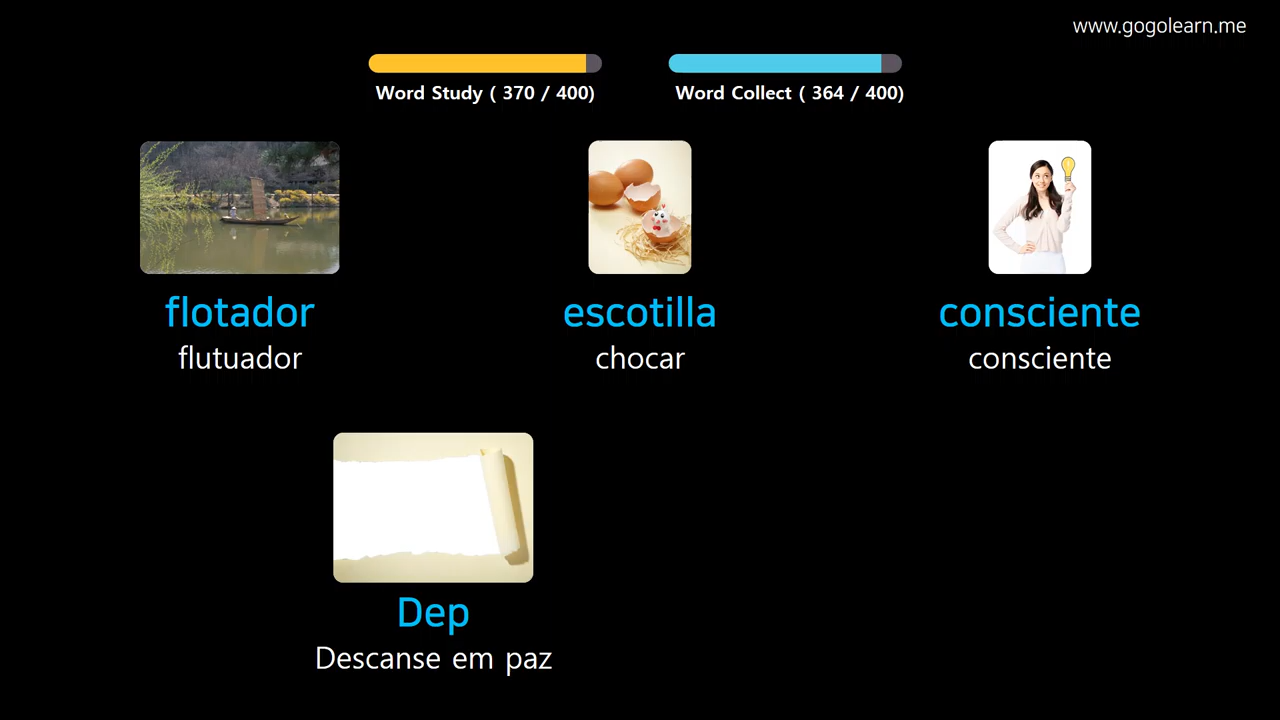 www.gogolearn.me
Word Study ( 370 / 400)
Word Collect ( 364 / 400)
flotador
flutuador
escotilla
chocar
consciente
consciente
Dep
Descanse em paz